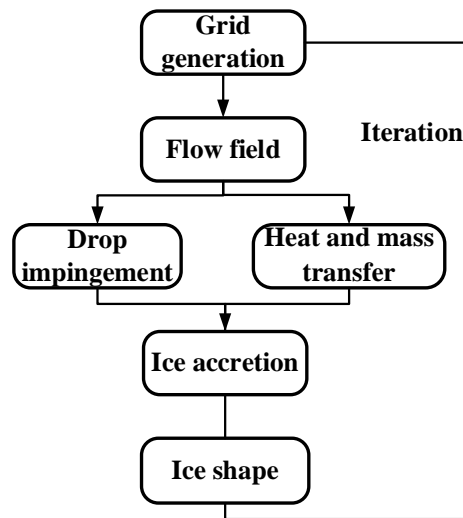 Grid
generation
Iteration
Flow field
Drop
impingement
Heat and mass
transfer
Ice accretion
Ice shape